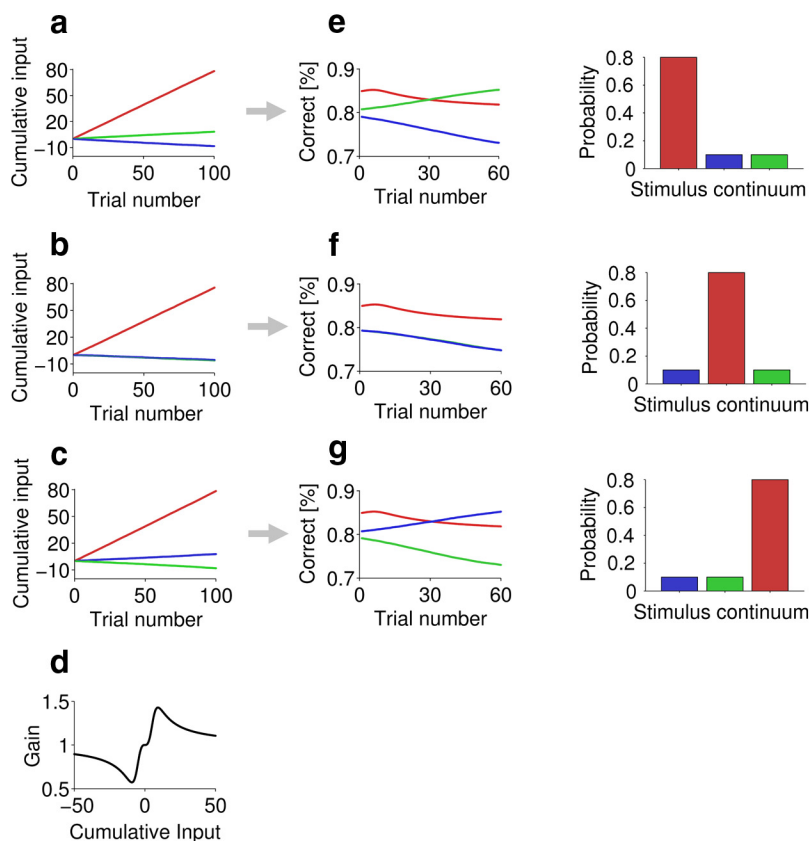 a
Cumulative input
80
50
20
−10
0
50
100
Trial number
e
Correct [%]
0.9
0.8
0.7
0
30
60
Trial number
Probability
0.8
0.6
0.4
0.2
0
Stimulus continuum
b
Cumulative input
80
50
20
−10
0
50
100
Trial number
f
Correct [%]
0.9
0.8
0.7
0
30
60
Trial number
Probability
0.8
0.6
0.4
0.2
0
Stimulus continuum
c
Cumulative input
80
50
20
−10
0
50
100
Trial number
g
Correct [%]
0.9
0.8
0.7
0
30
60
Trial number
Probability
0.8
0.6
0.4
0.2
0
Stimulus continuum
d
Gain
1.5
1
0.5
−50
0
50
Cumulative Input